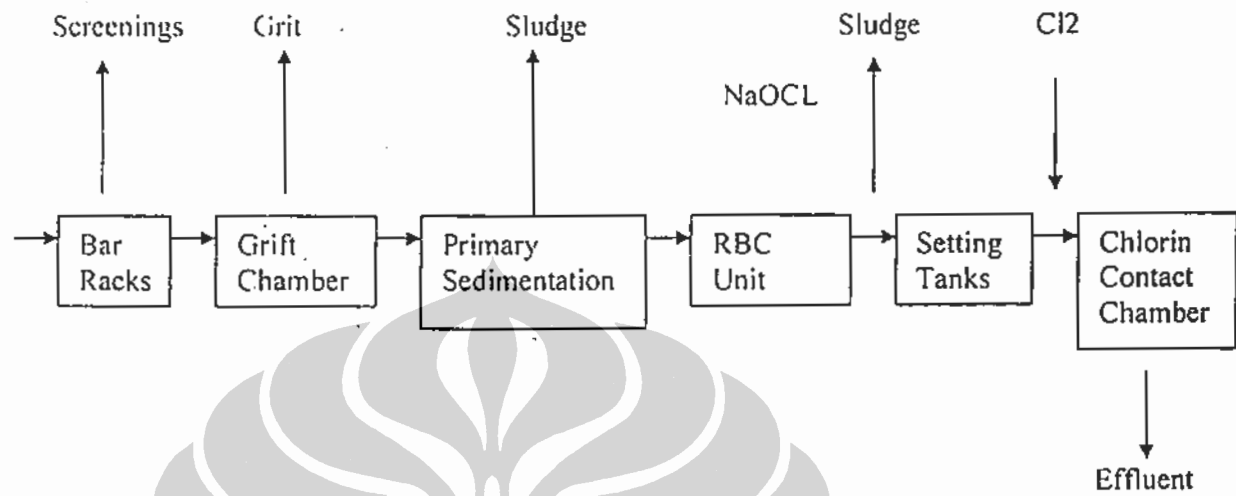 Screenings Grit Sludge Sludge Cl2
NaOCL
Bar
Racks
Grift
Chamber
Primary
Sedimentation
RBC
Unit
Setting
Tanks
Chlorin
Contact
Chamber
Effluent